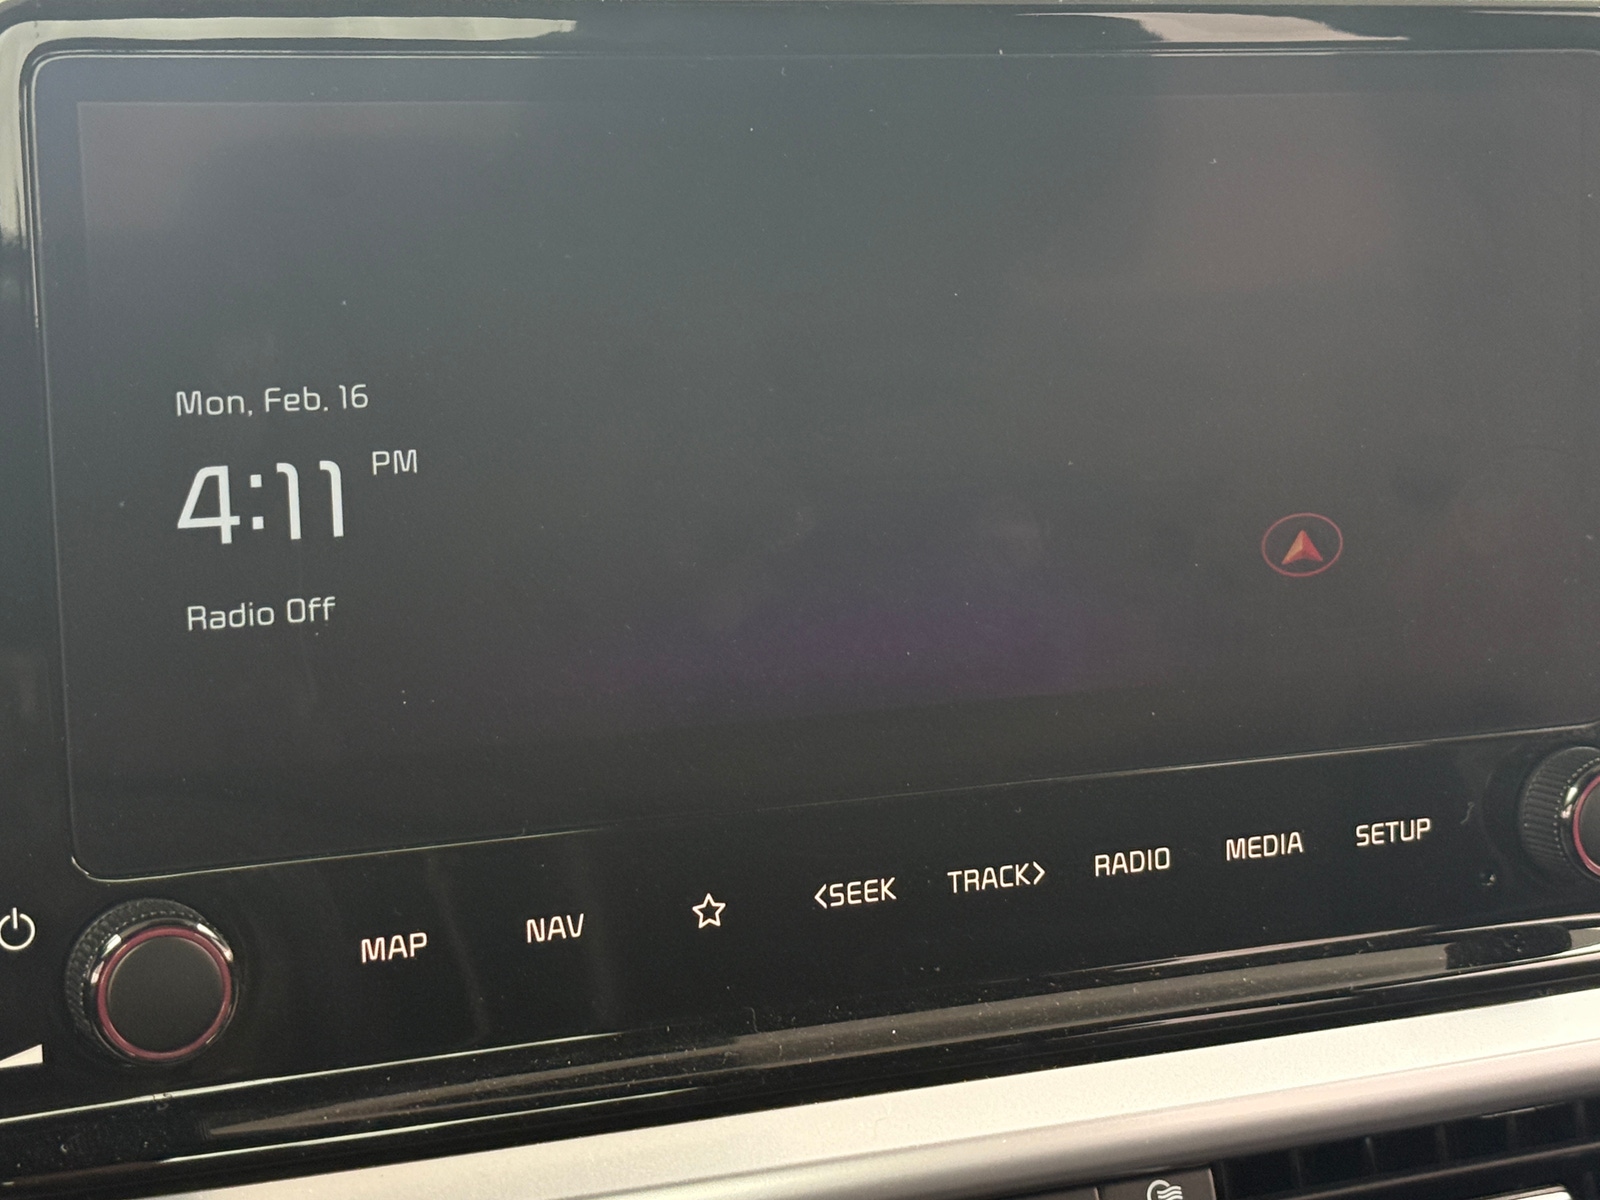 Mon, Feb. 16
4:11 PM
Radio Off
MAP NAV <SEEK TRACK> RADIO MEDIA SETUP